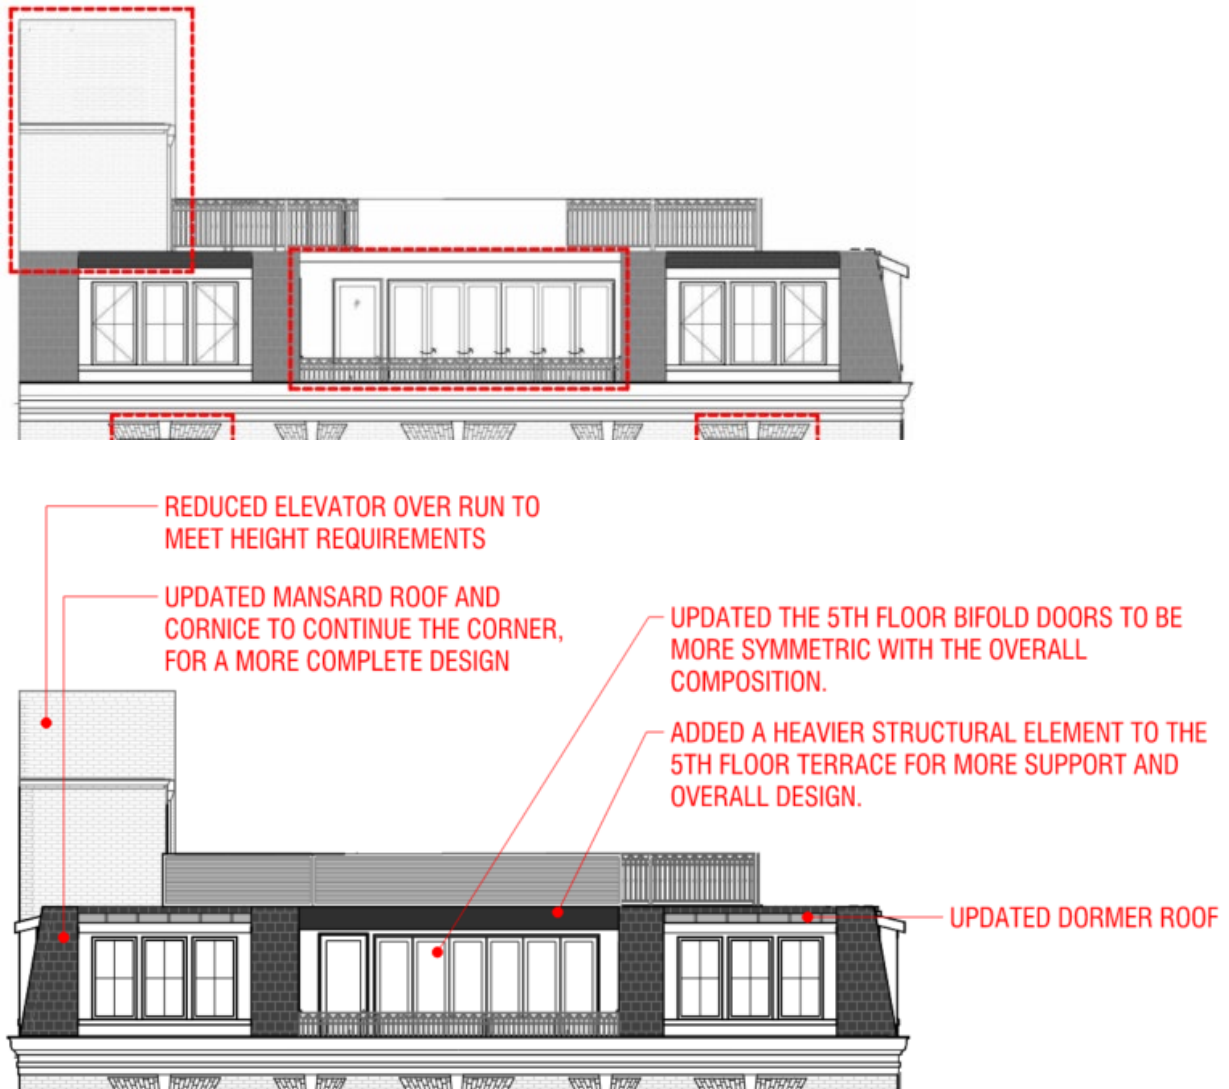 REDUCED ELEVATOR OVER RUN TO
MEET HEIGHT REQUIREMENTS
UPDATED MANSARD ROOF AND
CORNICE TO CONTINUE THE CORNER,
FOR A MORE COMPLETE DESIGN
UPDATED THE 5TH FLOOR BIFOLD DOORS TO BE
MORE SYMMETRIC WITH THE OVERALL
COMPOSITION.
ADDED A HEAVIER STRUCTURAL ELEMENT TO THE
5TH FLOOR TERRACE FOR MORE SUPPORT AND
OVERALL DESIGN.
UPDATED DORMER ROOF